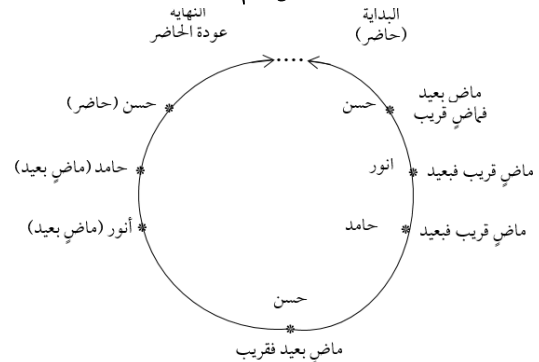 البداية
(حاضر)
النهايه
عودة الحاضر
....
حسن
ماض بعيد
فماضٍ قريب
انور
ماضٍ قريب فبعيد
حامد
ماضٍ قريب فبعيد
حسن
ماضٍ بعيد فقريب
أنور (ماضٍ بعيد)
حامد (ماضٍ بعيد)
حسن (حاضر)